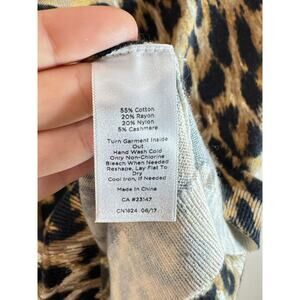 55% Cotton
20% Rayon
20% Nylon
5% Cashmere
Turn Garment Inside
Out
Hand Wash Cold
Only Non-Chlorine
Bleach When Needed
Reshape, Lay Flat To
Dry
Cool Iron, If Needed
Made In China
CA #23147
CN1824 06/17